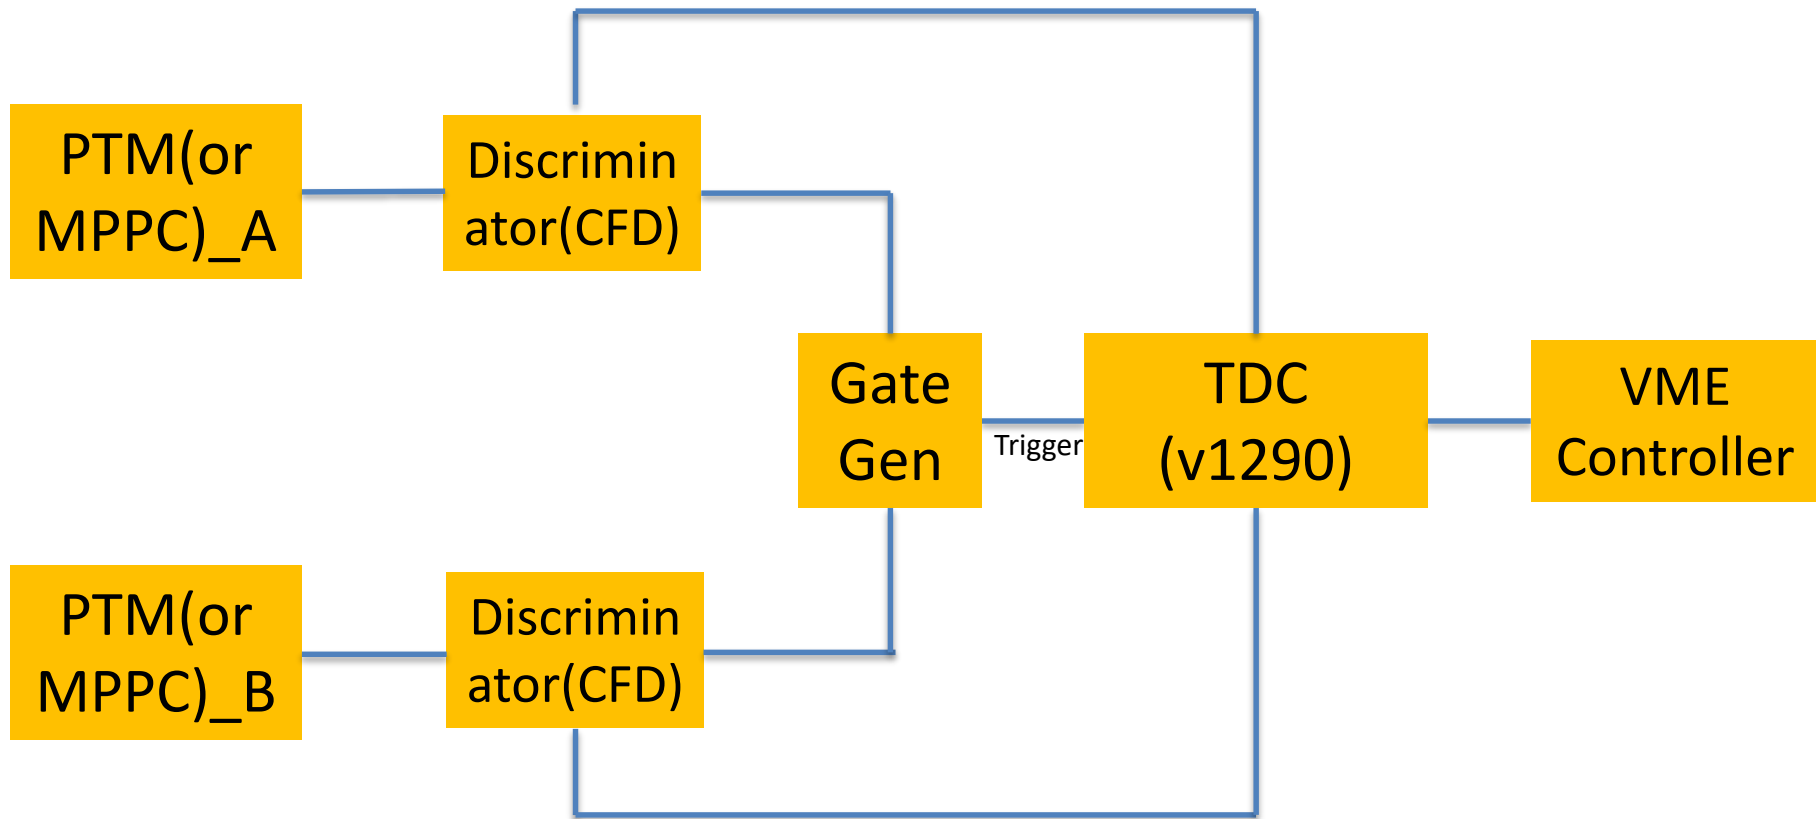 PTM(or
MPPC)_A
Discrimin
ator(CFD)
Gate
Gen
Trigger
TDC
(v1290)
VME
Controller
PTM(or
MPPC)_B
Discrimin
ator(CFD)